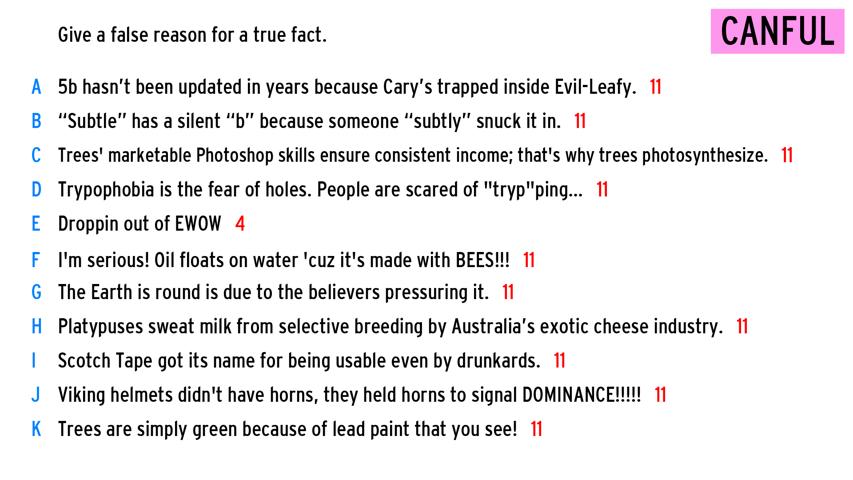 CANFUL
Give a false reason for a true fact.
A 5b hasn’t been updated in years because Cary’s trapped inside Evil-Leafy. 11
B “Subtle” has a silent “b” because someone “subtly” snuck it in. 11
C Trees' marketable Photoshop skills ensure consistent income; that's why trees photosynthesize. 11
D Trypophobia is the fear of holes. People are scared of "tryp"ping... 11
E Droppin out of EWOW 4
F I'm serious! Oil floats on water 'cuz it's made with BEES!!! 11
G The Earth is round is due to the believers pressuring it. 11
H Platypuses sweat milk from selective breeding by Australia’s exotic cheese industry. 11
I Scotch Tape got its name for being usable even by drunkards. 11
J Viking helmets didn't have horns, they held horns to signal DOMINANCE!!!!! 11
K Trees are simply green because of lead paint that you see! 11